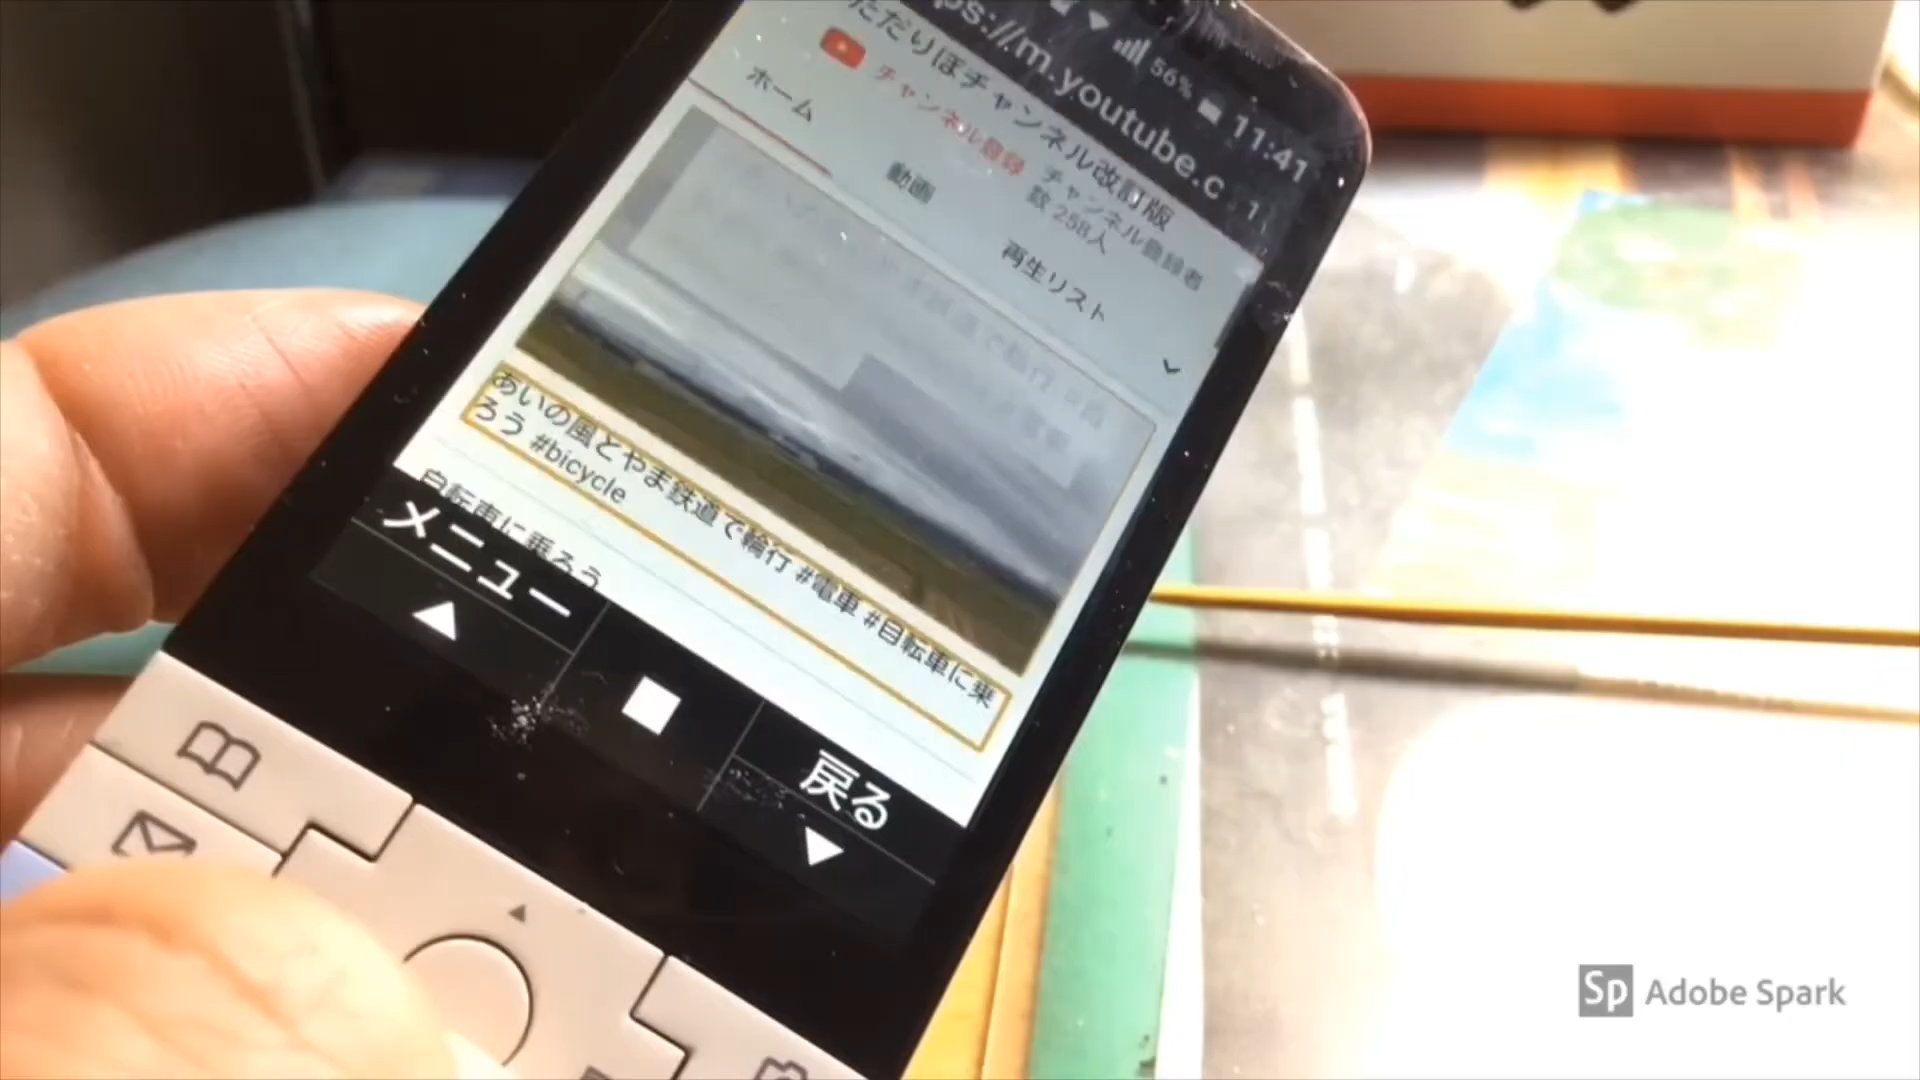 56% 11:41
ps://m.youtube.c
ただりぼチャンネル改訂版
チャンネル登録
チャンネル登録者
数 258人
ホーム
動画
再生リスト
あいの風とやま鉄道で輪行 #電車 #自転車に乗
ろう #bicycle
自転車に乗ろう
メニュー
戻る
Sp Adobe Spark